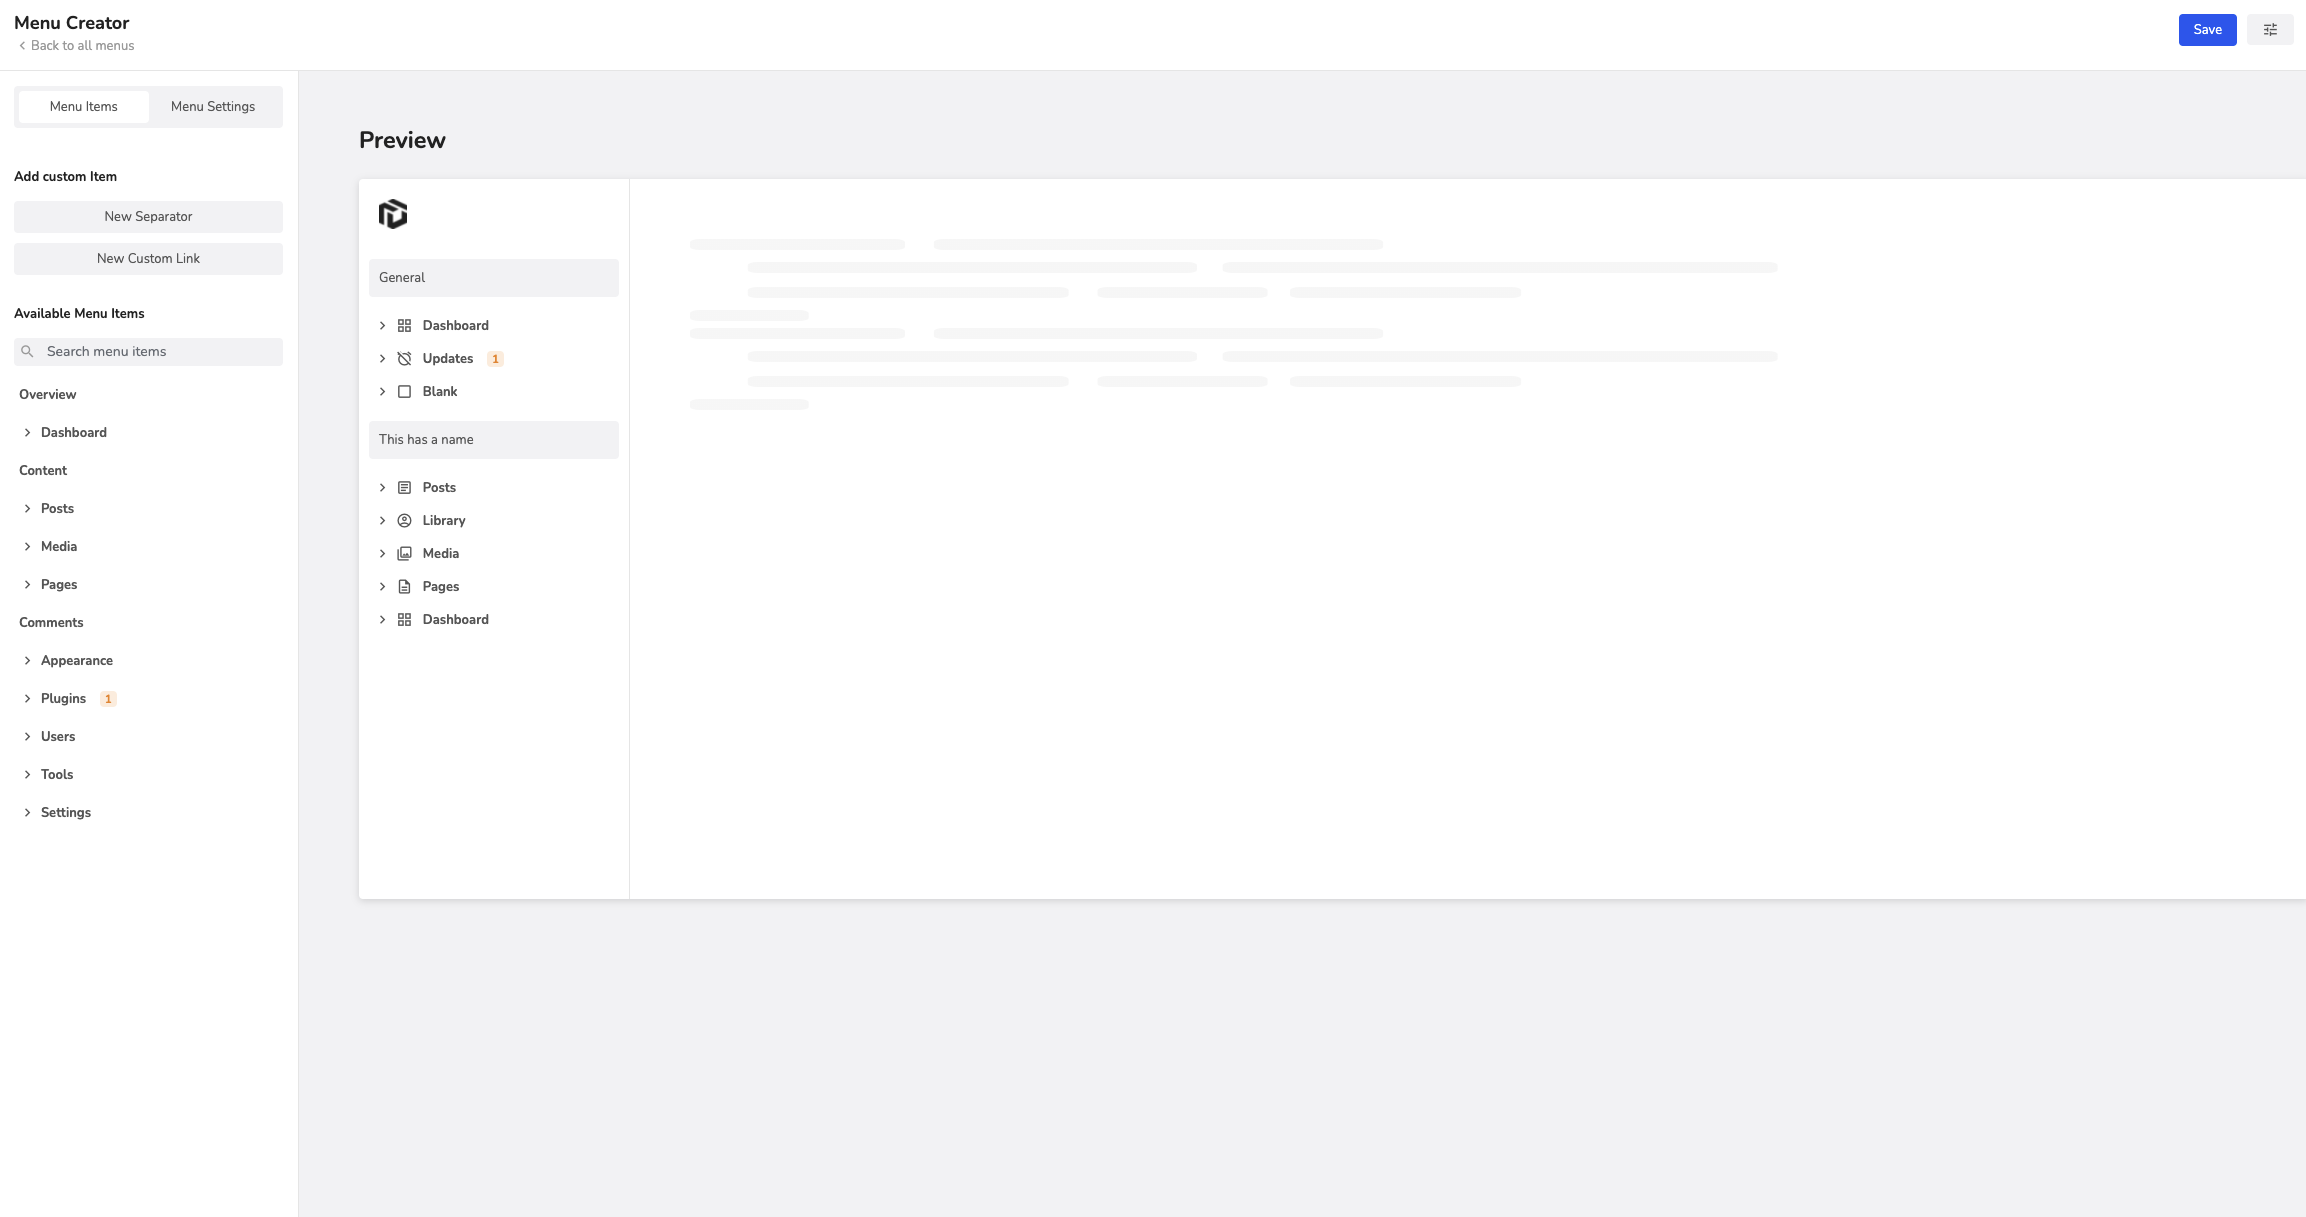 Menu Creator
Back to all menus
Save
Menu Items
Menu Settings
Add custom Item
New Separator
New Custom Link
Available Menu Items
Search menu items
Overview
Dashboard
Content
Posts
Media
Pages
Comments
Appearance
Plugins 1
Users
Tools
Settings
Preview
General
Dashboard
Updates 1
Blank
This has a name
Posts
Library
Media
Pages
Dashboard